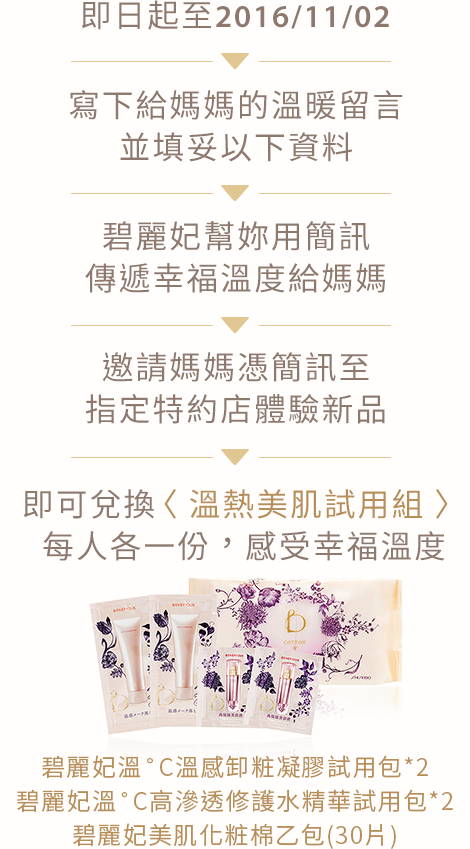 即日起至2016/11/02
寫下給媽媽的溫暖留言
並填妥以下資料
碧麗妃幫妳用簡訊
傳遞幸福溫度給媽媽
邀請媽媽憑簡訊至
指定特約店體驗新品
即可兌換〈 溫熱美肌試用組 〉
每人各一份，感受幸福溫度
COTTON
SHISEIDO
碧麗妃溫°C溫感卸粧凝膠試用包*2
碧麗妃溫°C高滲透修護水精華試用包*2
碧麗妃美肌化粧棉乙包(30片)